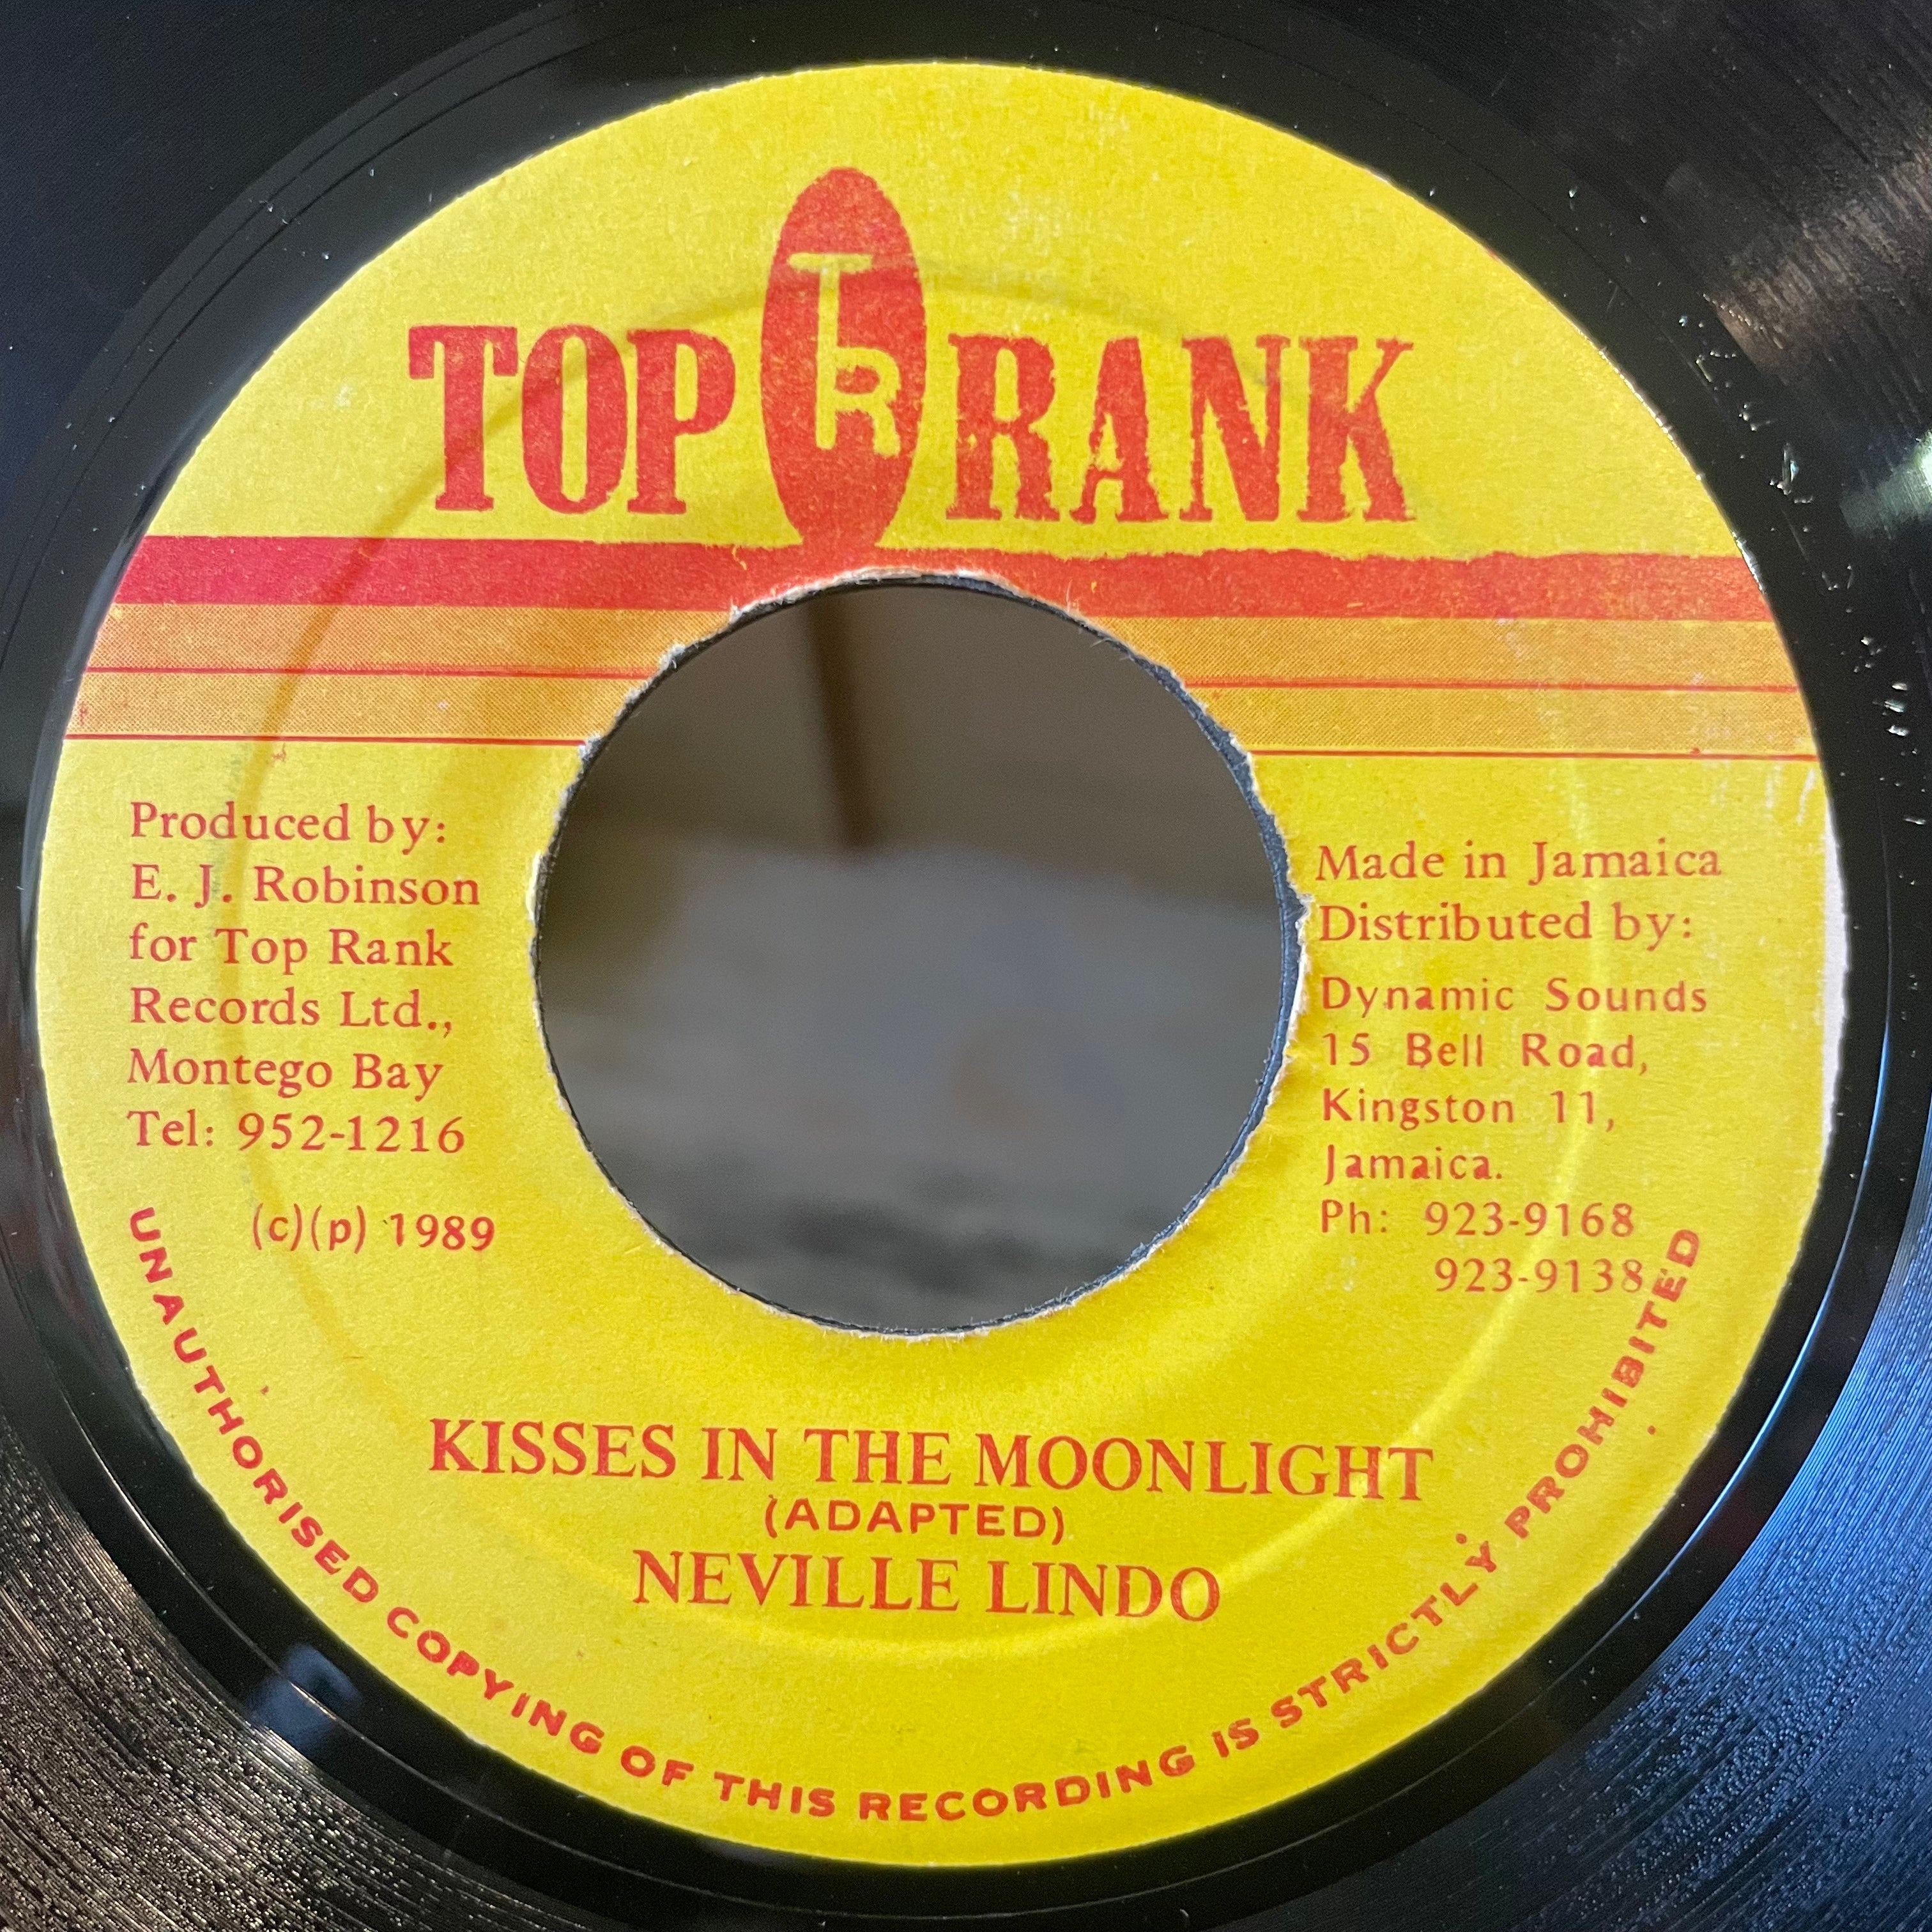 TOP TR RANK
Produced by:
E. J. Robinson
for Top Rank
Records Ltd.,
Montego Bay
Tel: 952-1216
(c)(p) 1989
Made in Jamaica
Distributed by:
Dynamic Sounds
15 Bell Road,
Kingston 11,
Jamaica.
Ph: 923-9168
923-9138
KISSES IN THE MOONLIGHT
(ADAPTED)
NEVILLE LINDO
UNAUTHORISED COPYING OF THIS RECORDING IS STRICTLY PROHIBITED